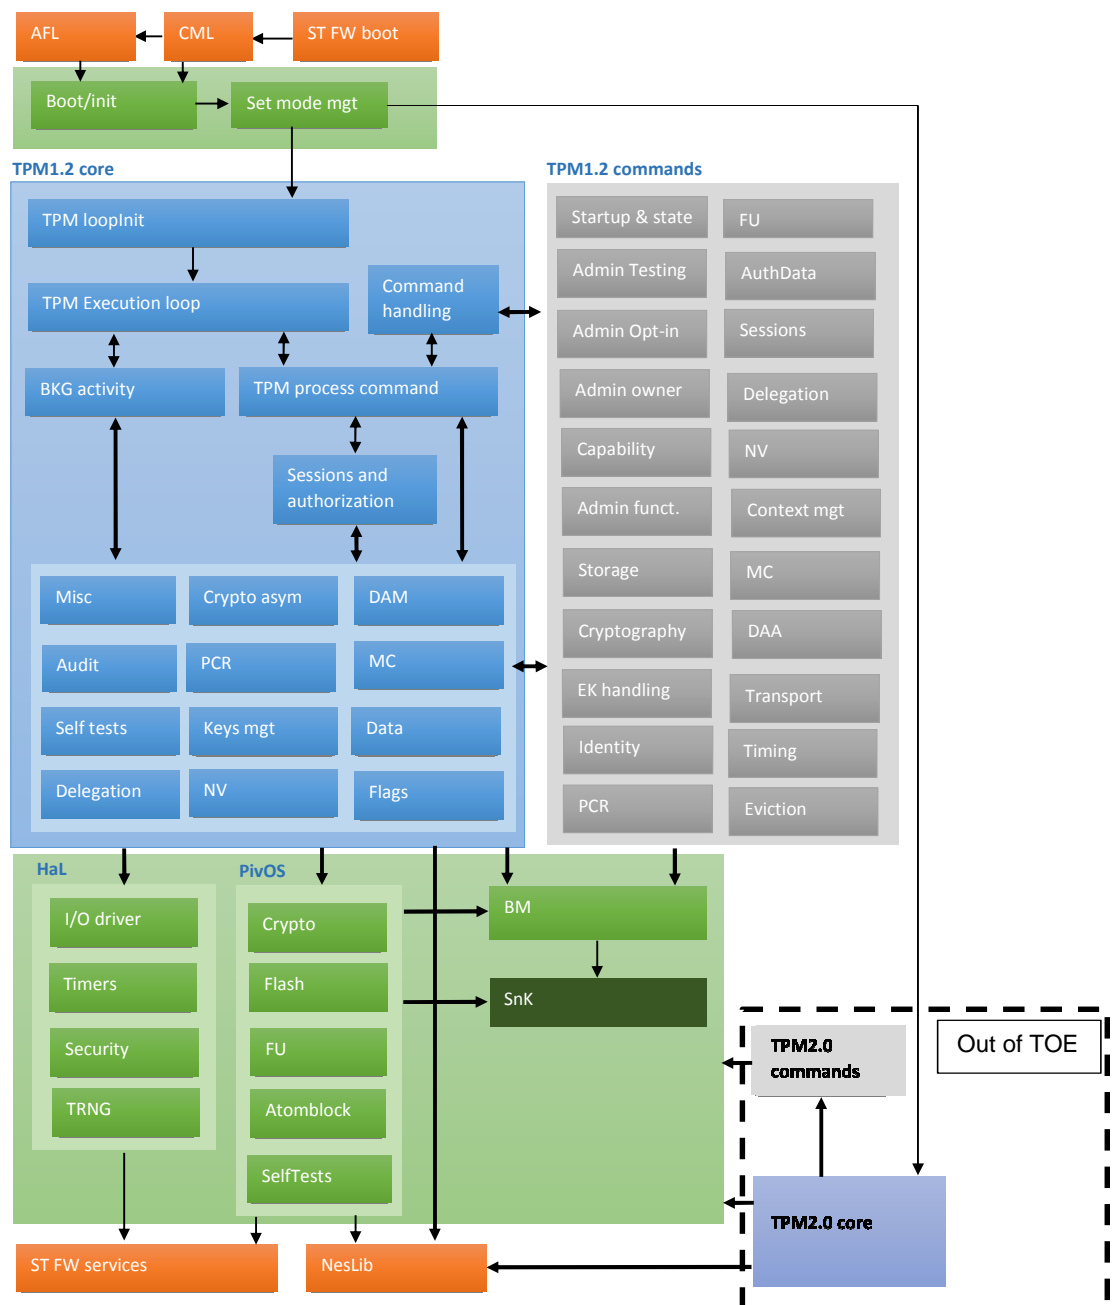 AFL
CML
ST FW boot
Boot/init
Set mode mgt
TPM1.2 core
TPM1.2 commands
TPM loopInit
TPM Execution loop
Command
handling
BKG activity
TPM process command
Sessions and
authorization
Misc
Crypto asym
DAM
Audit
PCR
MC
Self tests
Keys mgt
Data
Delegation
NV
Flags
Startup & state
FU
Admin Testing
AuthData
Admin Opt-in
Sessions
Admin owner
Delegation
Capability
NV
Admin funct.
Context mgt
Storage
MC
Cryptography
DAA
EK handling
Transport
Identity
Timing
PCR
Eviction
HaL
PivOS
I/O driver
Timers
Security
TRNG
Crypto
Flash
FU
Atomblock
SelfTests
BM
SnK
Out of TOE
TPM2.0
commands
TPM2.0 core
ST FW services
NesLib